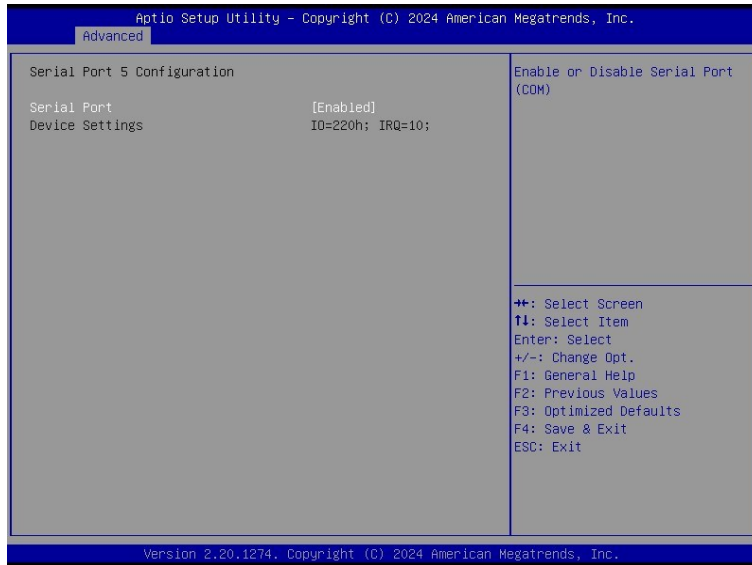 Aptio Setup Utility – Copyright (C) 2024 American Megatrends, Inc.
Advanced
Serial Port 5 Configuration
Serial Port [Enabled]
Device Settings IO=220h; IRQ=10;
Enable or Disable Serial Port
(COM)
→←: Select Screen
↑↓: Select Item
Enter: Select
+/-: Change Opt.
F1: General Help
F2: Previous Values
F3: Optimized Defaults
F4: Save & Exit
ESC: Exit
Version 2.20.1274. Copyright (C) 2024 American Megatrends, Inc.